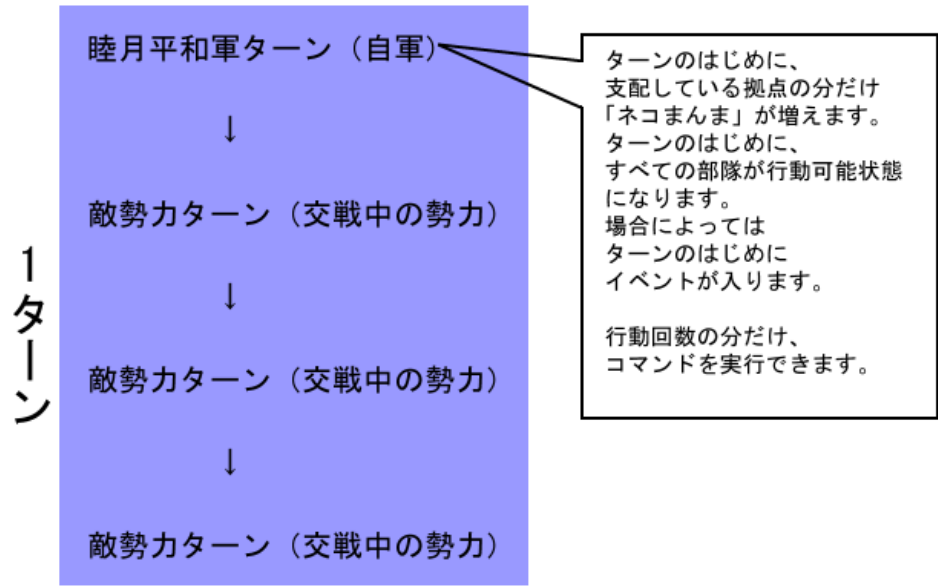 1ターン
睦月平和軍ターン（自軍）
↓
敵勢力ターン（交戦中の勢力）
↓
敵勢力ターン（交戦中の勢力）
↓
敵勢力ターン（交戦中の勢力）
ターンのはじめに、
支配している拠点の分だけ
「ネコまんま」が増えます。
ターンのはじめに、
すべての部隊が行動可能状態
になります。
場合によっては
ターンのはじめに
イベントが入ります。
行動回数の分だけ、
コマンドを実行できます。